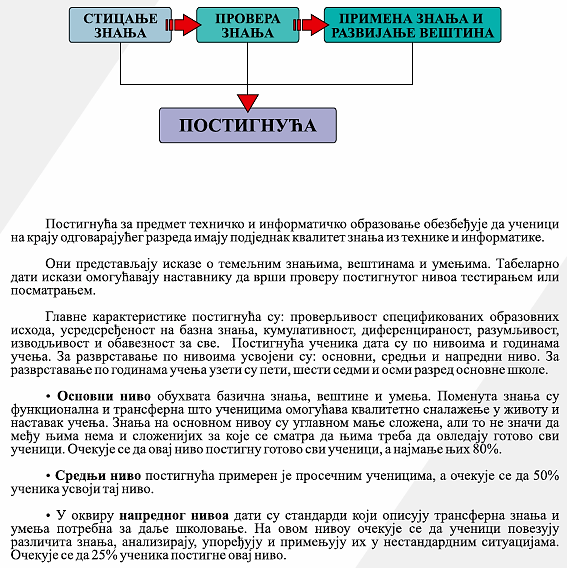 СТИЦАЊЕ
ЗНАЊА
ПРОВЕРА
ЗНАЊА
ПРИМЕНА ЗНАЊА И
РАЗВИЈАЊЕ ВЕШТИНА
ПОСТИГНУЋА
Постигнућа за предмет техничко и информатичко образовање обезбеђује да ученици
на крају одговарајућег разреда имају подједнак квалитет знања из технике и информатике.
Они представљају исказе о темељним знањима, вештинама и умењима. Табеларно
дати искази омогућавају наставнику да врши проверу постигнутог нивоа тестирањем или
посматрањем.
Главне карактеристике постигнућа су: проверљивост спецификованих образовних
исхода, усредсређеност на базна знања, кумулативност, диференцираност, разумљивост,
изводљивост и обавезност за све. Постигнућа ученика дата су по нивоима и годинама
учења. За разврставање по нивоима усвојени су: основни, средњи и напредни ниво. За
разврставање по годинама учења узети су пети, шести седми и осми разред основне школе.
• Основни ниво обухвата базична знања, вештине и умења. Поменута знања су
функционална и трансферна што ученицима омогућава квалитетно сналажење у животу и
наставак учења. Знања на основном нивоу су углавном мање сложена, али то не значи да
међу њима нема и сложенијих за које се сматра да њима треба да овледају готово сви
ученици. Очекује се да овај ниво постигну готово сви ученици, а најмање њих 80%.
• Средњи ниво постигнућа примерен је просечним ученицима, а очекује се да 50%
ученика усвоји тај ниво.
• У оквиру напредног нивоа дати су стандарди који описују трансферна знања и
умења потребна за даље школовање. На овом нивоу очекује се да ученици повезују
различита знања, анализирају, упоређују и примењују их у нестандардним ситуацијама.
Очекује се да 25% ученика постигне овај ниво.